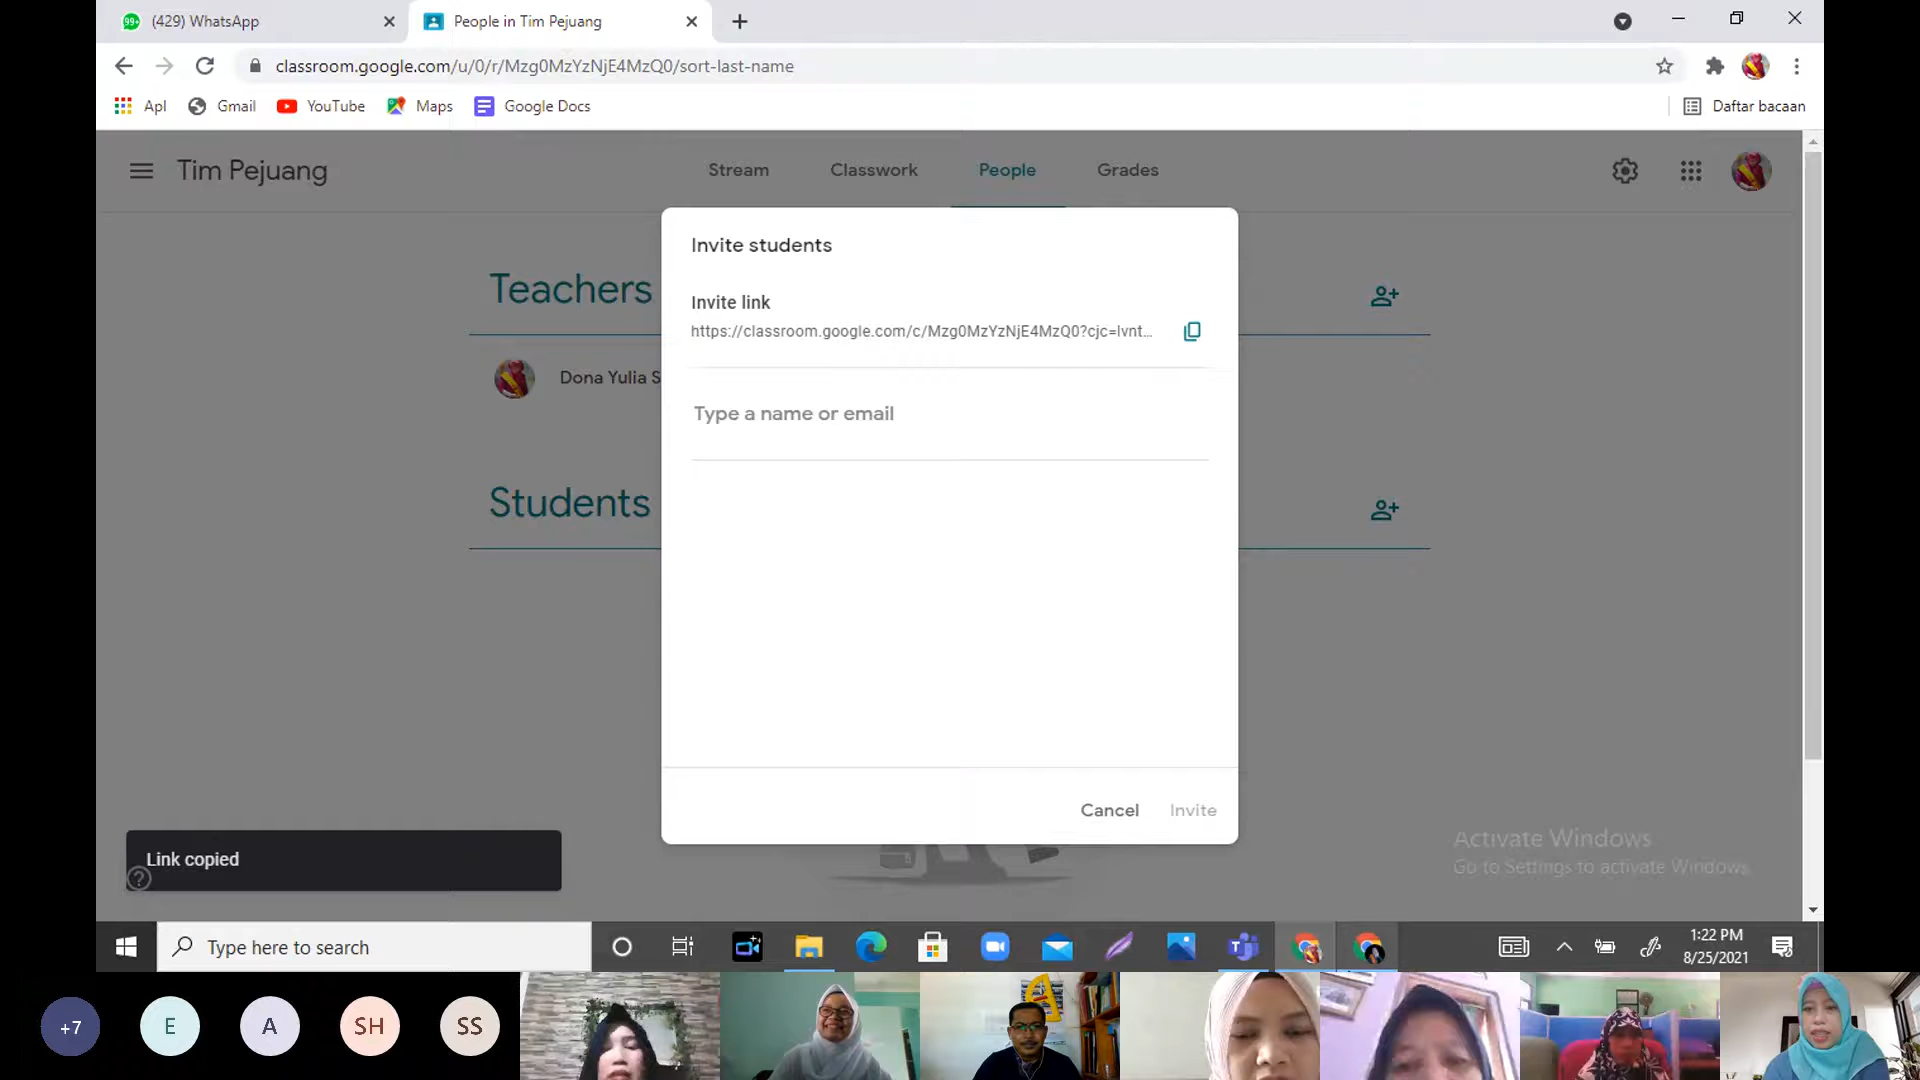 (429) WhatsApp
People in Tim Pejuang
classroom.google.com/u/0/r/Mzg0MzYzNjE4MzQ0/sort-last-name
Apl
Gmail
YouTube
Maps
Google Docs
Daftar bacaan
Tim Pejuang
Stream
Classwork
People
Grades
Invite students
Invite link
https://classroom.google.com/c/Mzg0MzYzNjE4MzQ0?cjc=lvnt...
Teachers
Dona Yulia S
Type a name or email
Students
Cancel
Invite
Link copied
Activate Windows
Go to Settings to activate Windows.
Type here to search
1:22 PM
8/25/2021
+7
E
A
SH
SS